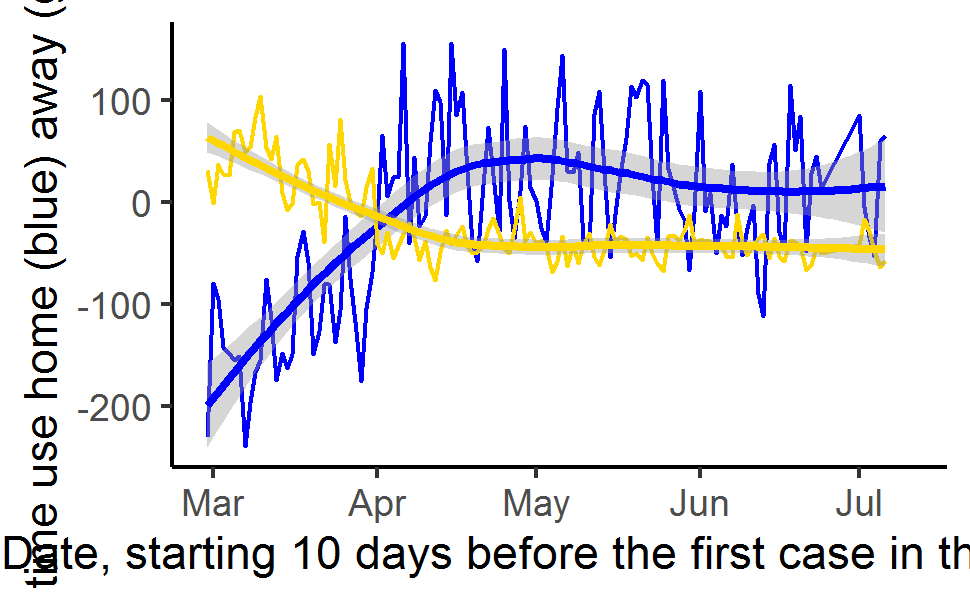 time use home (blue) away (
100
0
-100
-200
Mar Apr May Jun Jul
Date, starting 10 days before the first case in th